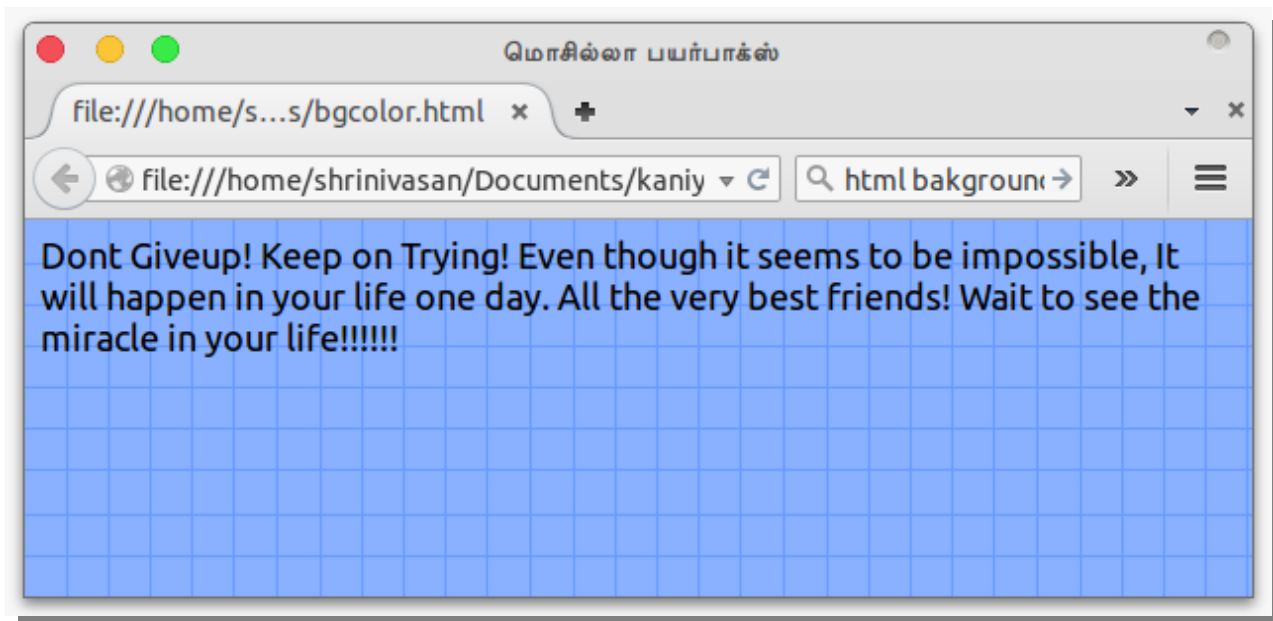 மொசில்லா பயர்பாக்ஸ்
file:///home/s...s/bgcolor.html
file:///home/shrinivasan/Documents/kaniy
html bakgroun
Dont Giveup! Keep on Trying! Even though it seems to be impossible, It
will happen in your life one day. All the very best friends! Wait to see the
miracle in your life!!!!!!